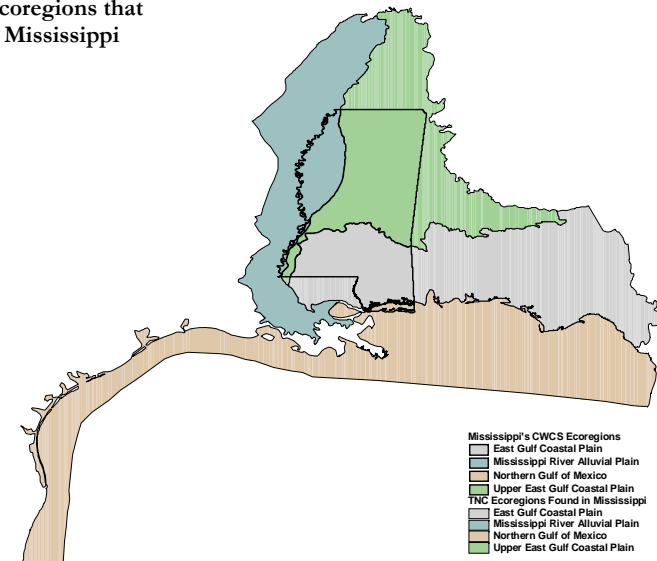 coregions that
Mississippi
Mississippi's CWCS Ecoregions
East Gulf Coastal Plain
Mississippi River Alluvial Plain
Northern Gulf of Mexico
Upper East Gulf Coastal Plain
TNC Ecoregions Found in Mississippi
East Gulf Coastal Plain
Mississippi River Alluvial Plain
Northern Gulf of Mexico
Upper East Gulf Coastal Plain